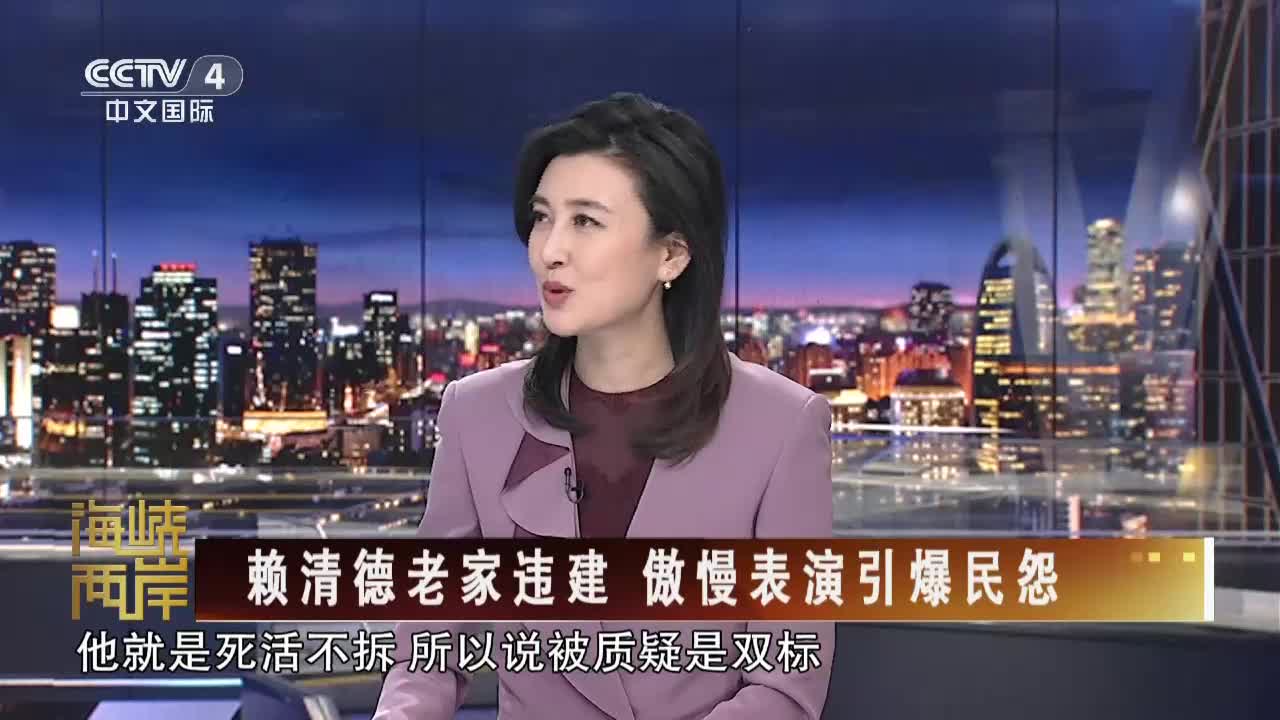 CCTV 4
中文国际
海峡
两岸
赖清德老家违建 傲慢表演引爆民怨
他就是死活不拆 所以说被质疑是双标